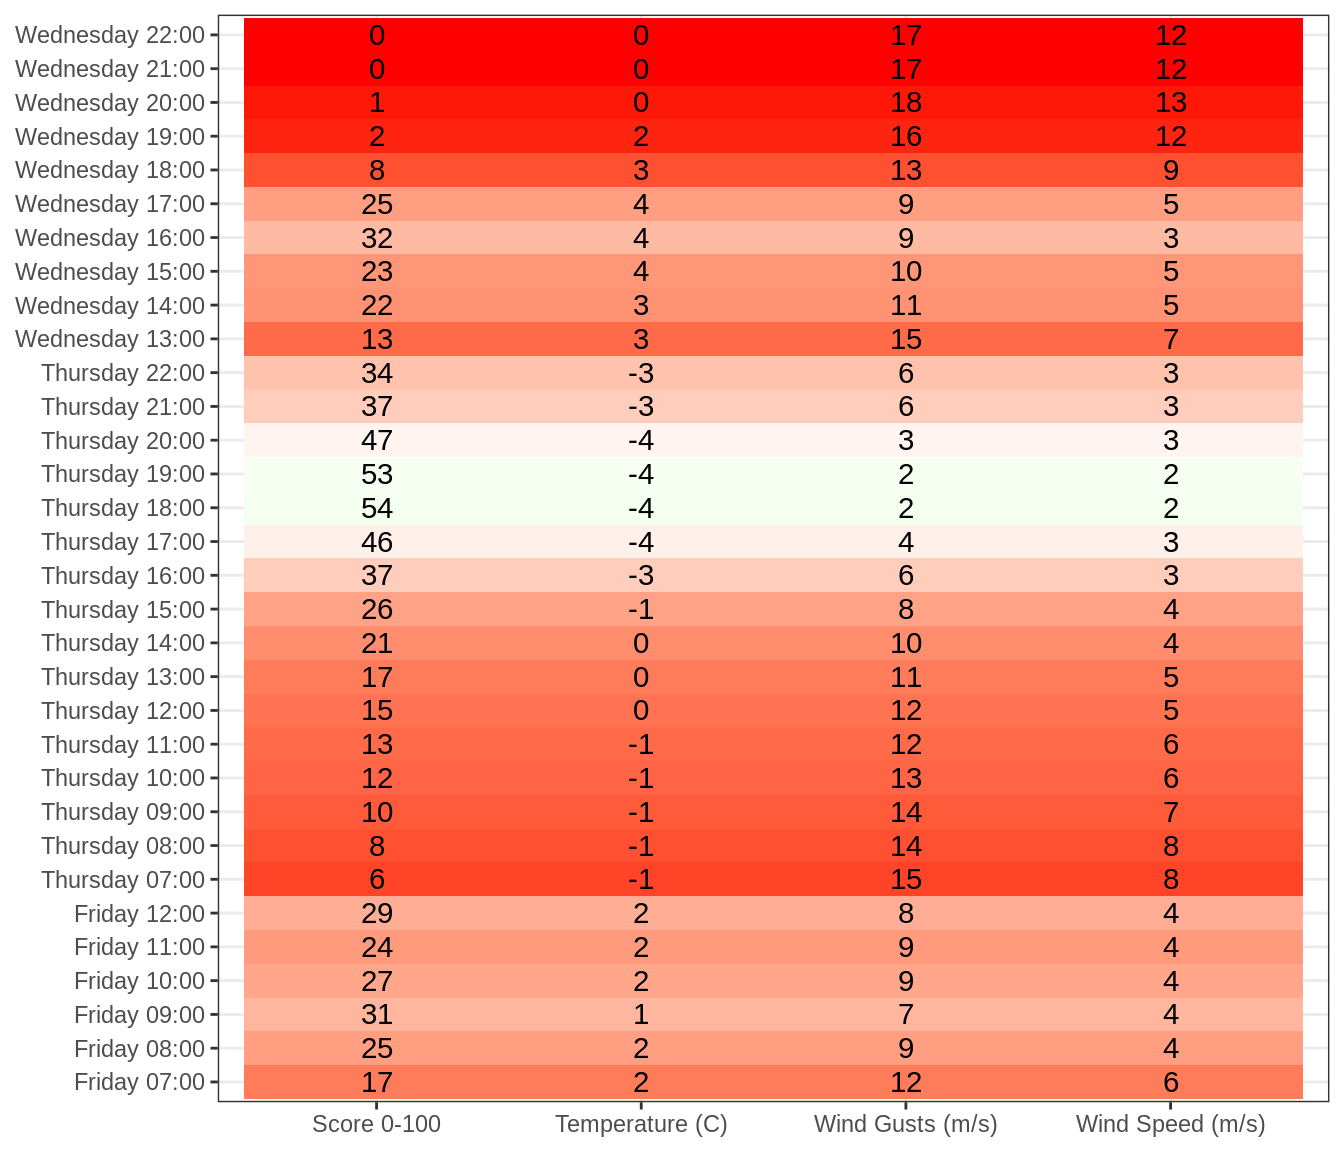 Wednesday 22:00 0 0 17 12
Wednesday 21:00 0 0 17 12
Wednesday 20:00 1 0 18 13
Wednesday 19:00 2 2 16 12
Wednesday 18:00 8 3 13 9
Wednesday 17:00 25 4 9 5
Wednesday 16:00 32 4 9 3
Wednesday 15:00 23 4 10 5
Wednesday 14:00 22 3 11 5
Wednesday 13:00 13 3 15 7
Thursday 22:00 34 -3 6 3
Thursday 21:00 37 -3 6 3
Thursday 20:00 47 -4 3 3
Thursday 19:00 53 -4 2 2
Thursday 18:00 54 -4 2 2
Thursday 17:00 46 -4 4 3
Thursday 16:00 37 -3 6 3
Thursday 15:00 26 -1 8 4
Thursday 14:00 21 0 10 4
Thursday 13:00 17 0 11 5
Thursday 12:00 15 0 12 5
Thursday 11:00 13 -1 12 6
Thursday 10:00 12 -1 13 6
Thursday 09:00 10 -1 14 7
Thursday 08:00 8 -1 14 8
Thursday 07:00 6 -1 15 8
Friday 12:00 29 2 8 4
Friday 11:00 24 2 9 4
Friday 10:00 27 2 9 4
Friday 09:00 31 1 7 4
Friday 08:00 25 2 9 4
Friday 07:00 17 2 12 6
Score 0-100 Temperature (C) Wind Gusts (m/s) Wind Speed (m/s)